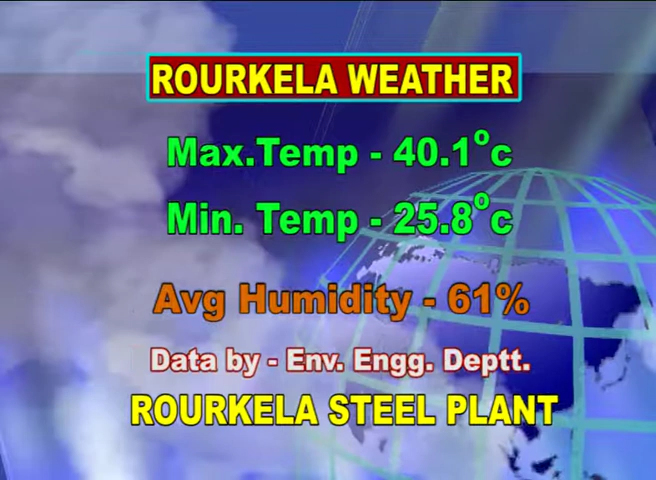 ROURKELA WEATHER
Max.Temp - 40.1°c
Min. Temp - 25.8°c
Avg Humidity - 61%
Data by - Env. Engg. Deptt.
ROURKELA STEEL PLANT